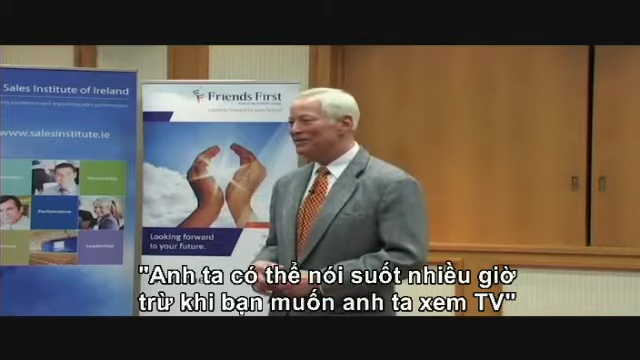 Sales Institute of Ireland
www.salesinstitute.ie
Performance
Leadership
Friends First
Looking forward
to your future.
"Anh ta có thể nói suốt nhiều giờ
trừ khi bạn muốn anh ta xem TV"